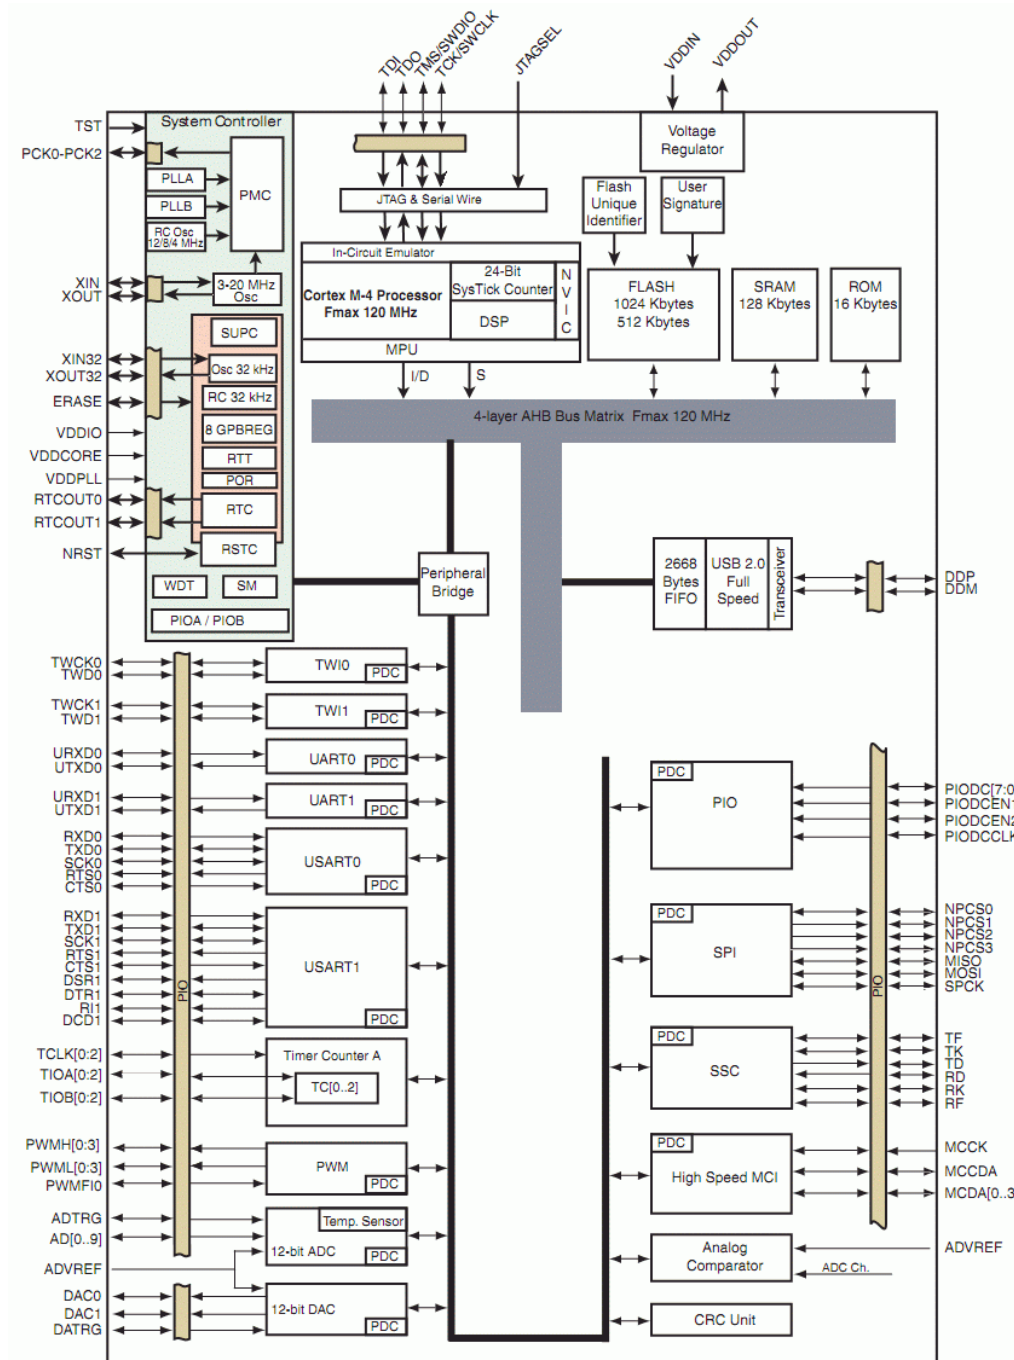 TDI
TDO
TMS/SWDIO
TCK/SWCLK
JTAGSEL
VDDIN
VDDOUT
System Controller
TST
PCK0-PCK2
PLLA
PLLB
RC Osc
12/8/4 MHz
PMC
XIN
XOUT
3-20 MHz
Osc
SUPC
XIN32
XOUT32
Osc 32 kHz
ERASE
RC 32 kHz
VDDIO
8 GPBREG
VDDCORE
RTT
VDDPLL
POR
RTCOUT0
RTCOUT1
RTC
NRST
RSTC
WDT
SM
PIOA / PIOB
Voltage
Regulator
JTAG & Serial Wire
Flash
Unique
Identifier
User
Signature
In-Circuit Emulator
Cortex M-4 Processor
Fmax 120 MHz
24-Bit
SysTick Counter
DSP
N
V
I
C
MPU
FLASH
1024 Kbytes
512 Kbytes
SRAM
128 Kbytes
ROM
16 Kbytes
I/D
S
4-layer AHB Bus Matrix Fmax 120 MHz
Peripheral
Bridge
2668
Bytes
FIFO
USB 2.0
Full
Speed
Transceiver
DDP
DDM
TWCK0
TWD0
TWI0
PDC
TWCK1
TWD1
TWI1
PDC
URXD0
UTXD0
UART0
PDC
URXD1
UTXD1
UART1
PDC
RXD0
TXD0
SCK0
RTS0
CTS0
USART0
PDC
RXD1
TXD1
SCK1
RTS1
CTS1
DSR1
DTR1
RI1
DCD1
PIO
USART1
PDC
TCLK[0:2]
TIOA[0:2]
TIOB[0:2]
Timer Counter A
TC[0..2]
PWMH[0:3]
PWML[0:3]
PWMFI0
PWM
PDC
ADTRG
AD[0..9]
Temp. Sensor
12-bit ADC
PDC
ADVREF
DAC0
DAC1
DATRG
12-bit DAC
PDC
PDC
PIO
PIODC[7:0
PIODCEN1
PIODCEN2
PIODCCLK
PDC
SPI
NPCS0
NPCS1
NPCS2
NPCS3
MISO
MOSI
SPCK
PIO
PDC
SSC
TF
TK
TD
RD
RK
RF
PDC
High Speed MCI
MCCK
MCCDA
MCDA[0..3
Analog
Comparator
ADVREF
ADC Ch.
CRC Unit